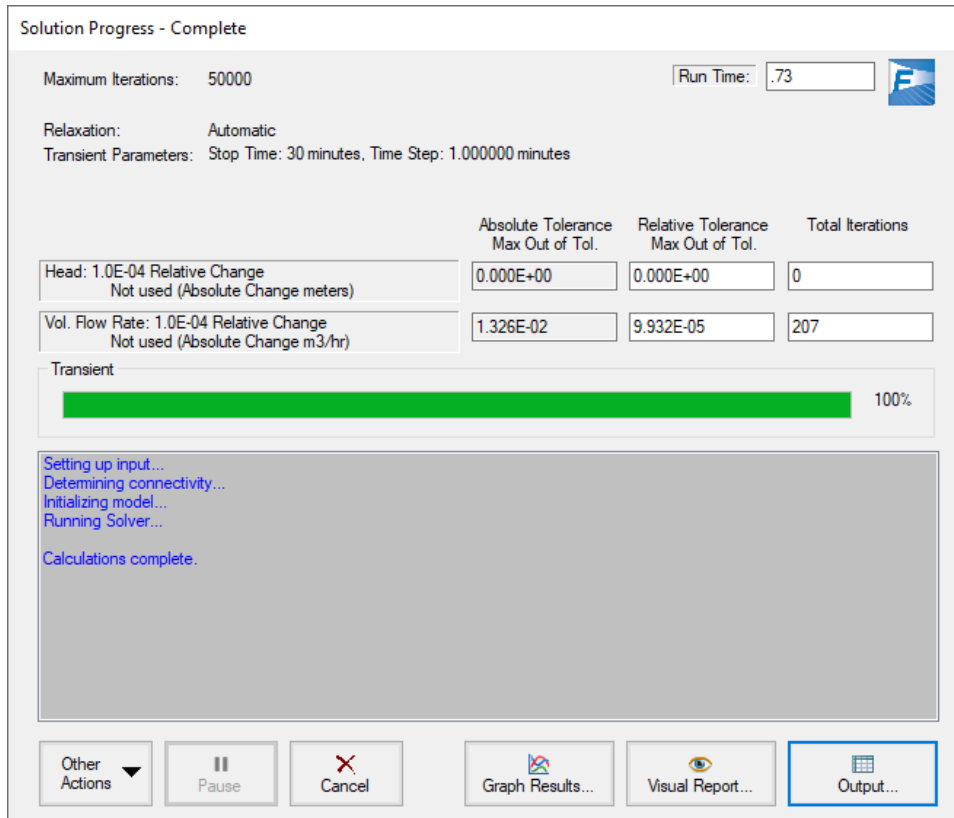 Solution Progress - Complete
Maximum Iterations: 50000
Run Time: .73
F
Relaxation: Automatic
Transient Parameters: Stop Time: 30 minutes, Time Step: 1.000000 minutes
Absolute Tolerance Relative Tolerance Total Iterations
Max Out of Tol. Max Out of Tol.
Head: 1.0E-04 Relative Change
Not used (Absolute Change meters)
0.000E+00 0.000E+00 0
Vol. Flow Rate: 1.0E-04 Relative Change
Not used (Absolute Change m3/hr)
1.326E-02 9.932E-05 207
Transient
100%
Setting up input...
Determining connectivity...
Initializing model...
Running Solver...
Calculations complete.
Other
Actions
Pause
Cancel
Graph Results...
Visual Report...
Output...